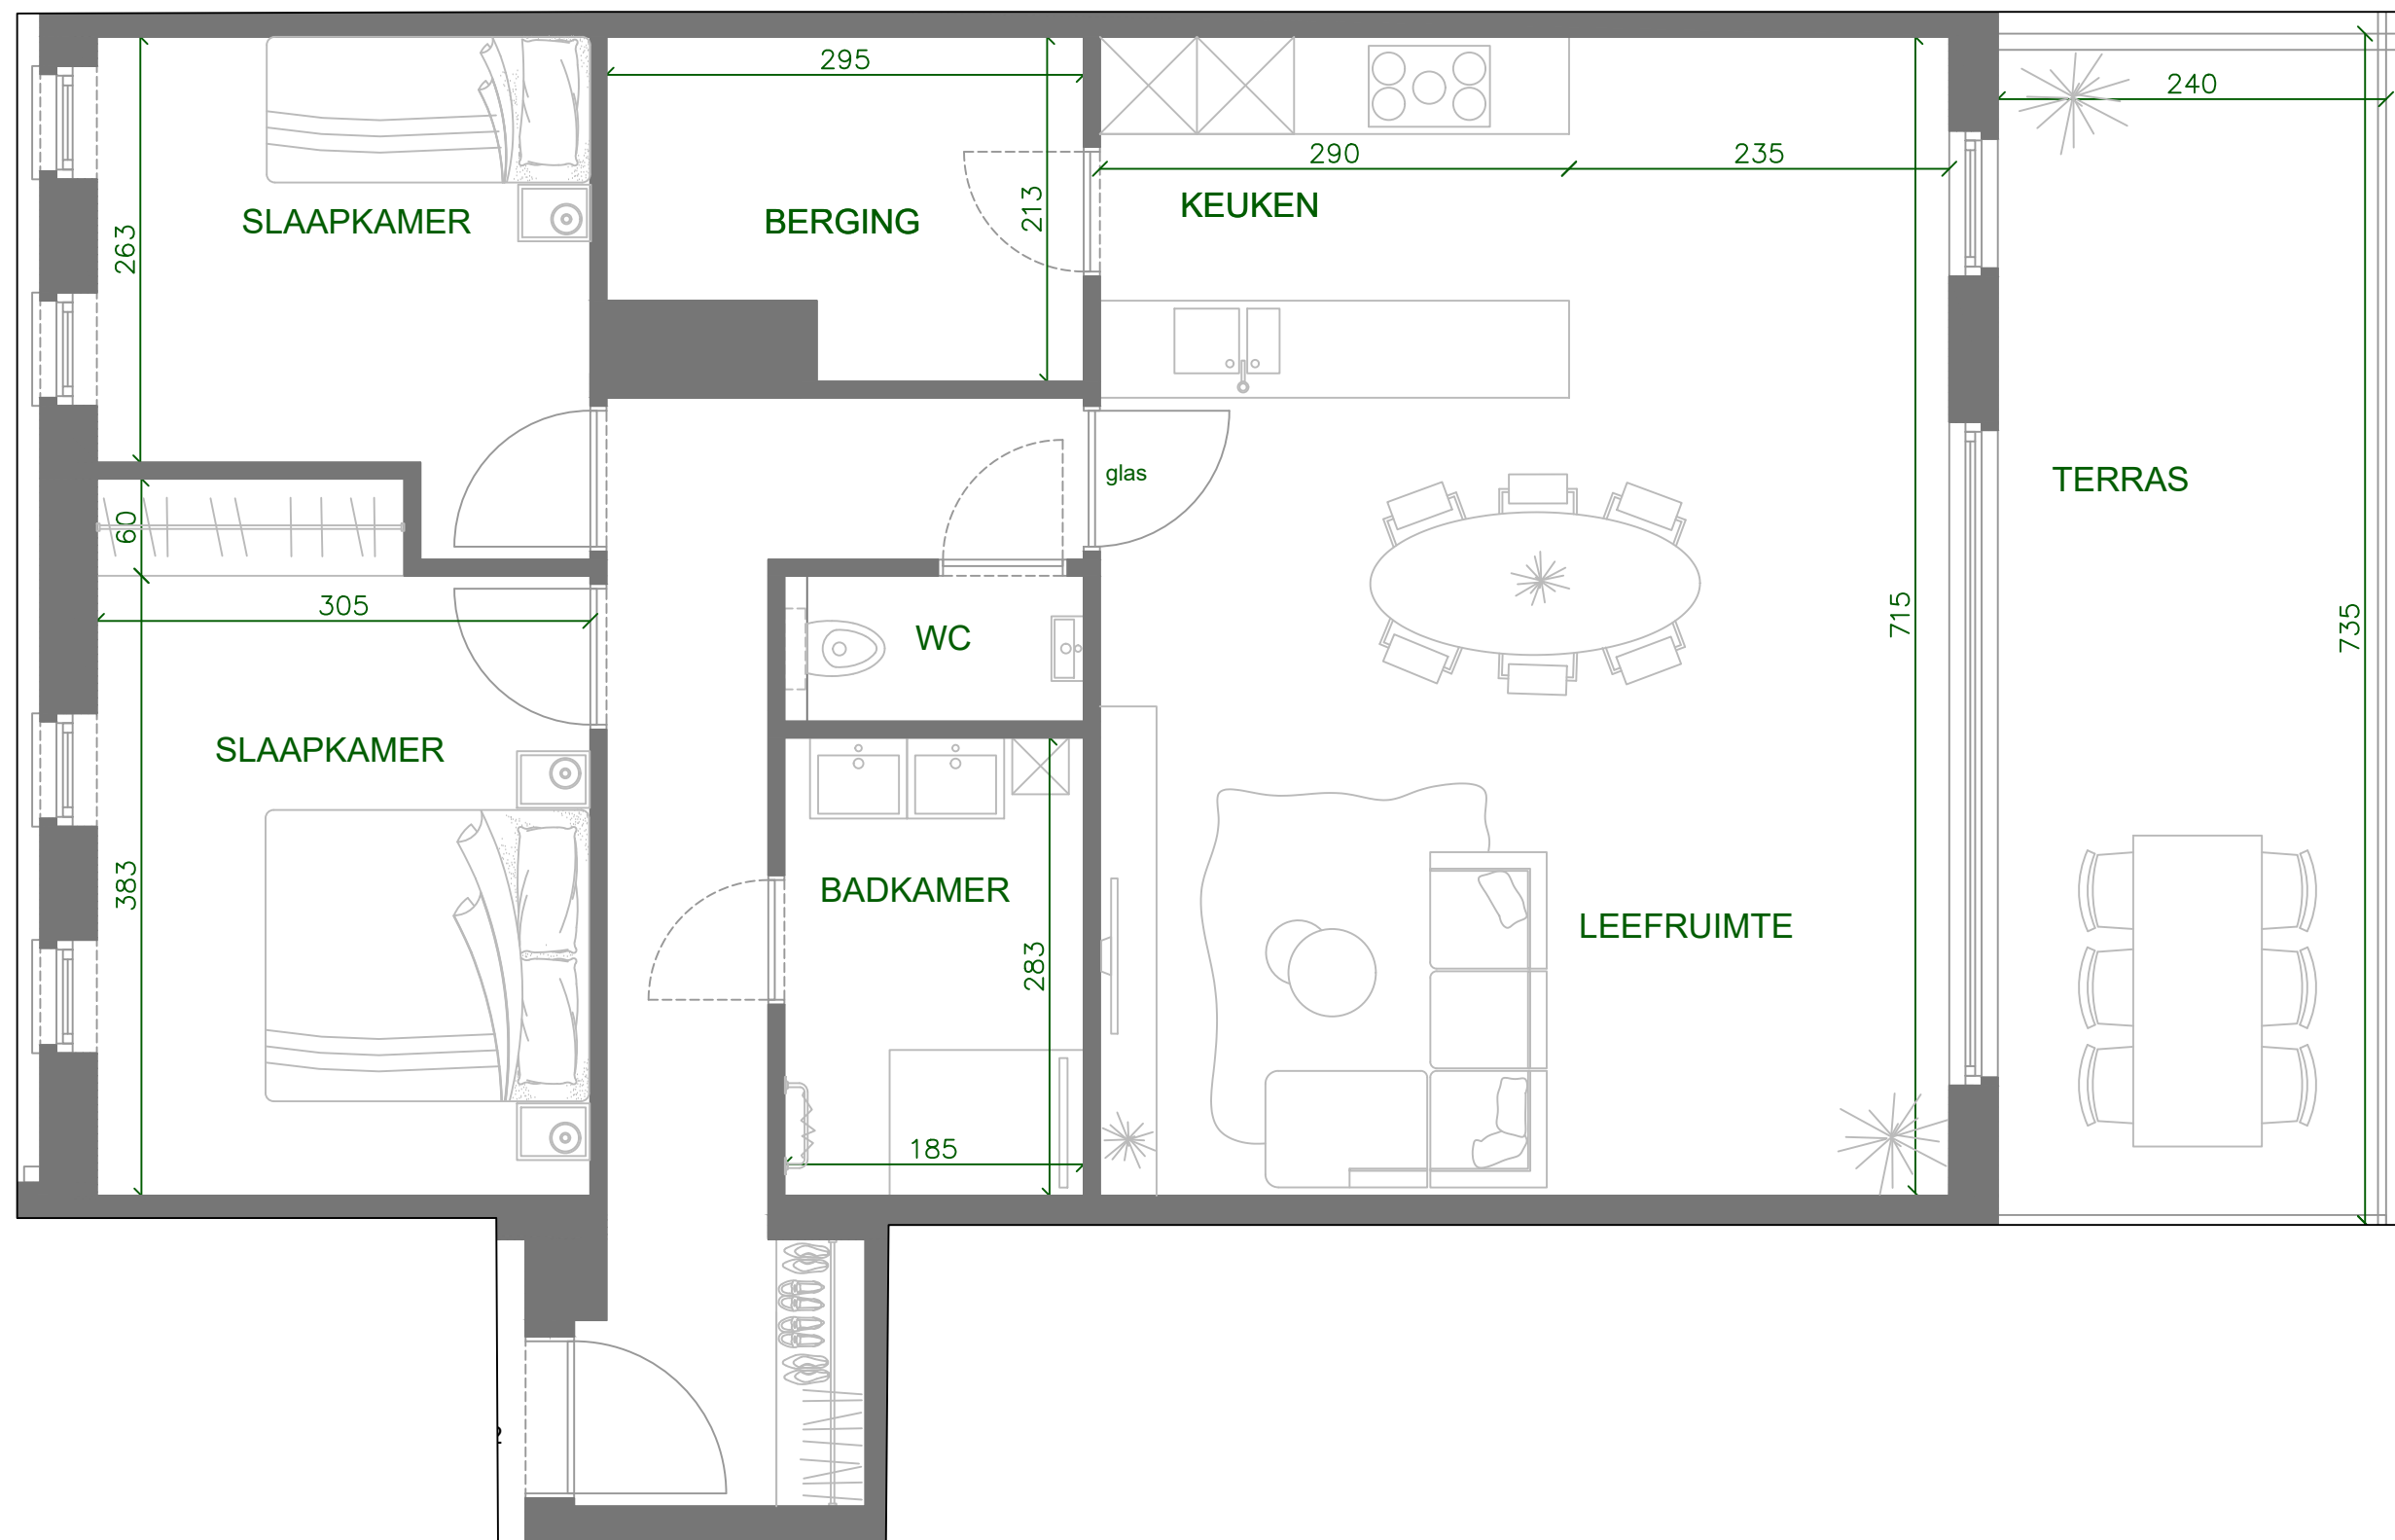 295
240
290
235
SLAAPKAMER
BERGING
213
KEUKEN
263
glas
TERRAS
60
305
WC
715
735
SLAAPKAMER
383
BADKAMER
283
LEEFRUIMTE
185